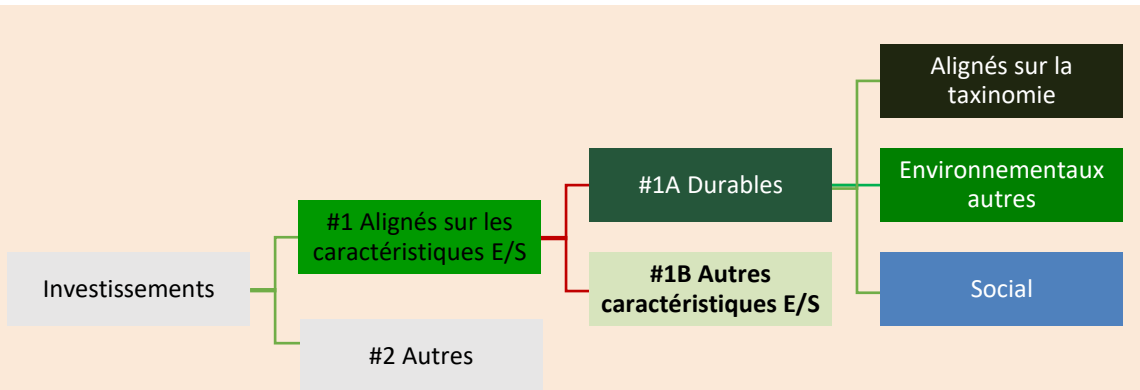 Investissements
#1 Alignés sur les
caractéristiques E/S
#2 Autres
#1A Durables
#1B Autres
caractéristiques E/S
Alignés sur la
taxinomie
Environnementaux
autres
Social